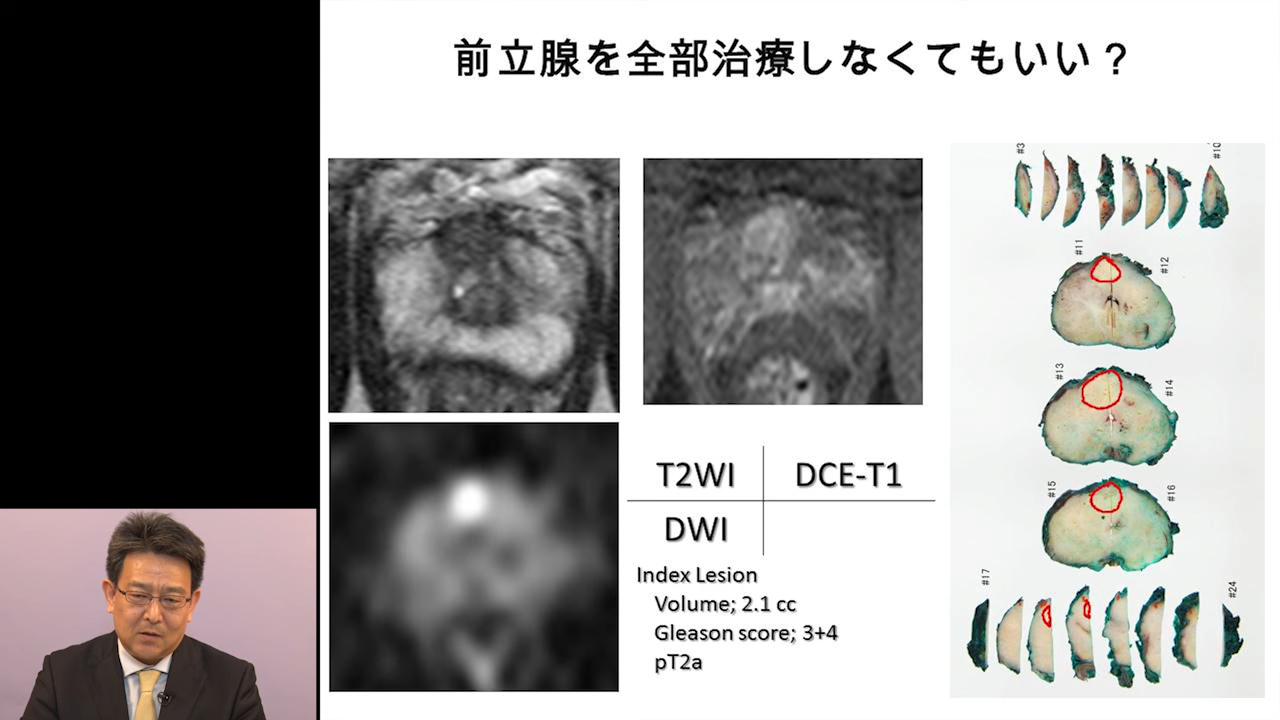 前立腺を全部治療しなくてもいい？
T2WI
DCE-T1
DWI
Index Lesion
Volume; 2.1 cc
Gleason score; 3+4
pT2a
#3
#10
#11
#12
#13
#14
#15
#16
#17
#24